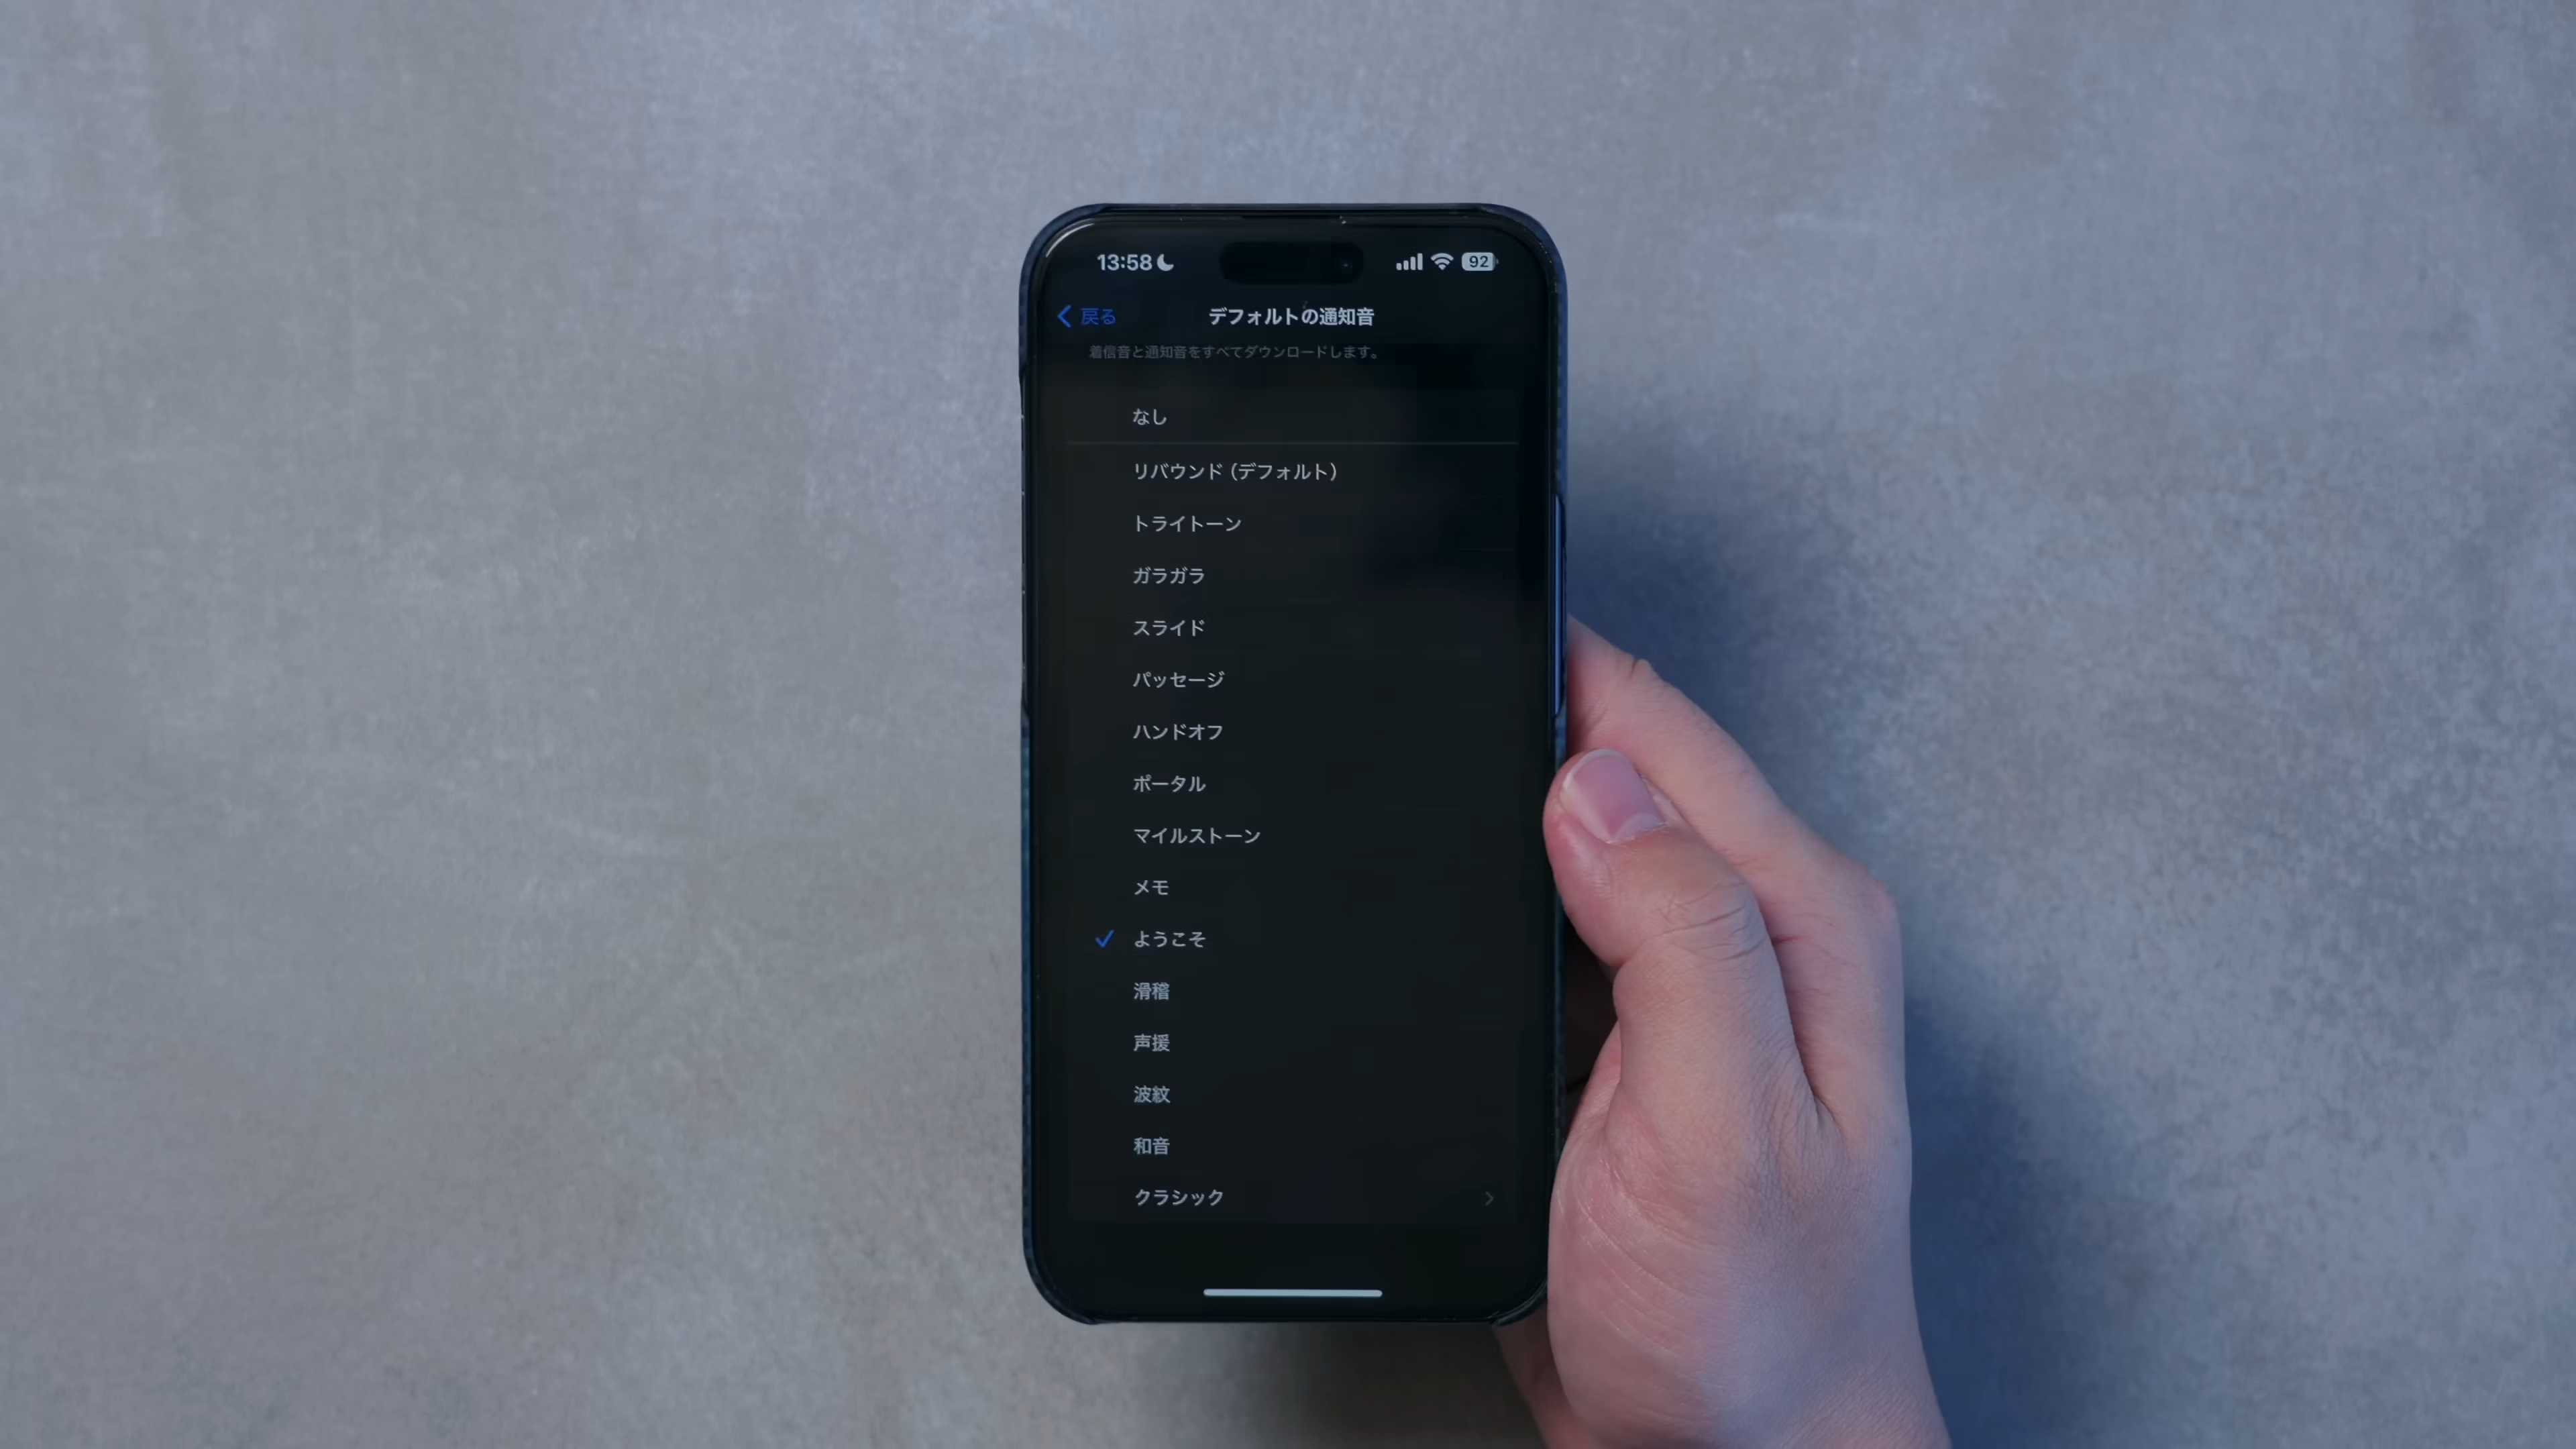 13:58
92
戻る
デフォルトの通知音
着信音と通知音をすべてダウンロードします。
なし
リバウンド（デフォルト）
トライトーン
ガラガラ
スライド
パッセージ
ハンドオフ
ポータル
マイルストーン
メモ
ようこそ
滑稽
声援
波紋
和音
クラシック